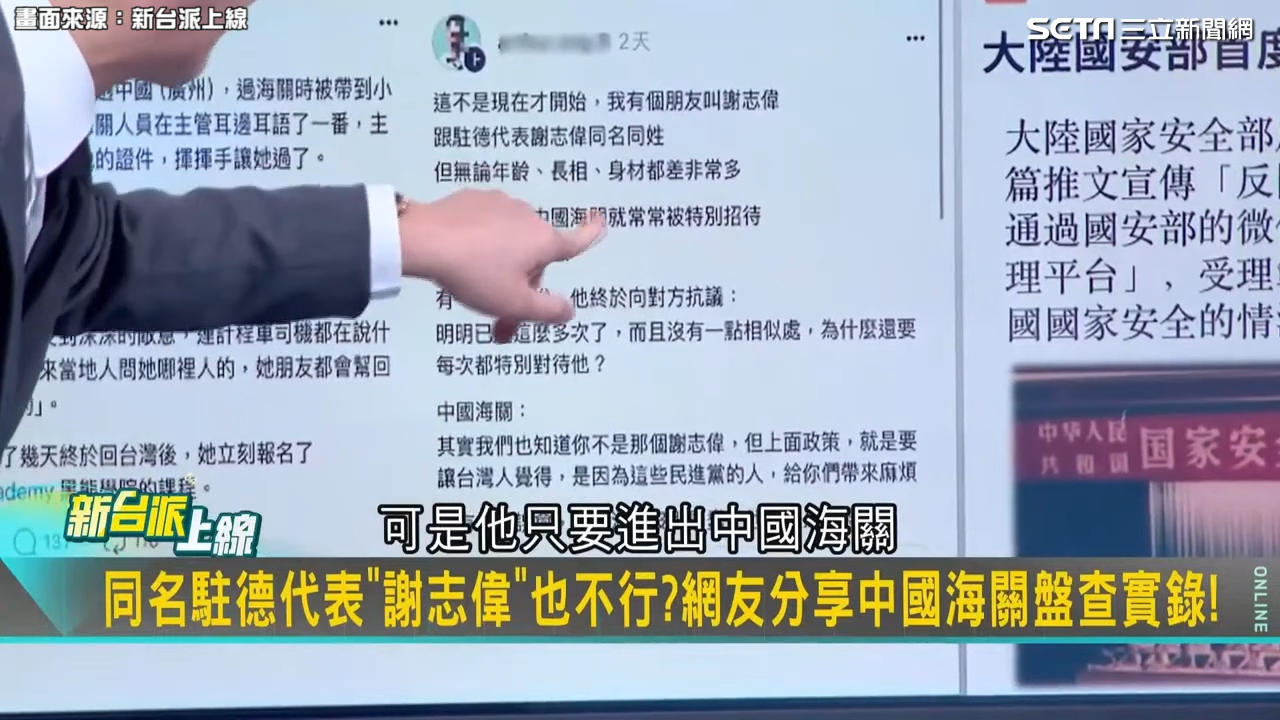 畫面來源：新台派上線
SETN三立新聞網
中國(廣州)，過海關時被帶到小
關人員在主管耳邊耳語了一番，主
的證件，揮揮手讓她過了。
深深的敵意，連計程車司機都在說什
來當地人問她哪裡人的，她朋友都會幫回
」。
了幾天終於回台灣後，她立刻報名了
ademy 黑熊學院的課程。
2天
這不是現在才開始，我有個朋友叫謝志偉
跟駐德代表謝志偉同名同姓
但無論年齡、長相、身材都差非常多
中國海關就常常被特別招待
有
他終於向對方抗議：
明明已
這麼多次了，而且沒有一點相似處，為什麼還要
每次都特別對待他？
中國海關：
其實我們也知道你不是那個謝志偉，但上面政策，就是要
讓台灣人覺得，是因為這些民進黨的人，給你們帶來麻煩
大陸國安部首度
大陸國家安全部
篇推文宣傳「反
通過國安部的微
理平台」，受理
國國家安全的情
中华人民
共和国
国家安
新台派
上線
可是他只要進出中國海關
同名駐德代表"謝志偉"也不行?網友分享中國海關盤查實錄!
ONLINE